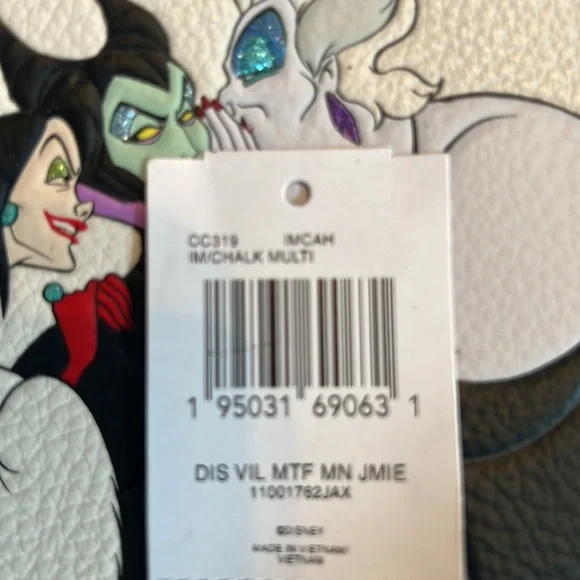 CC319 IMCAH
IM/CHALK MULTI
1 95031 69063 1
DIS VIL MTF MN JMIE
11001762JAX
©DISNEY
MADE IN VIETNAM/
VIETNAM